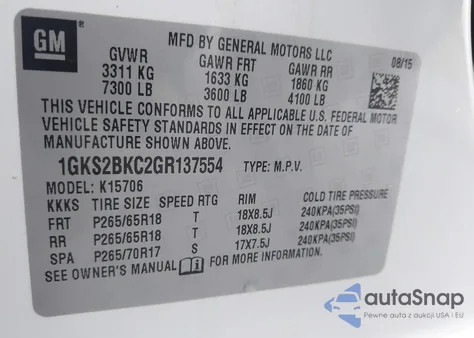 GM
MFD BY GENERAL MOTORS LLC
GVWR GAWR FRT GAWR RR 08/15
3311 KG 1633 KG 1860 KG
7300 LB 3600 LB 4100 LB
THIS VEHICLE CONFORMS TO ALL APPLICABLE U.S. FEDERAL MOTOR
VEHICLE SAFETY STANDARDS IN EFFECT ON THE DATE OF
MANUFACTURE SHOWN ABOVE.
1GKS2BKC2GR137554 TYPE: M.P.V.
MODEL: K15706
KKKS TIRE SIZE SPEED RTG RIM COLD TIRE PRESSURE
FRT P265/65R18 T 18X8.5J 240KPA(35PSI)
RR P265/65R18 T 18X8.5J 240KPA(35PSI)
SPA P265/70R17 S 17X7.5J 240KPA(35PSI)
SEE OWNER'S MANUAL FOR MORE INFORMATION.
autoSnap
Pewne auta z aukcji USA i EU